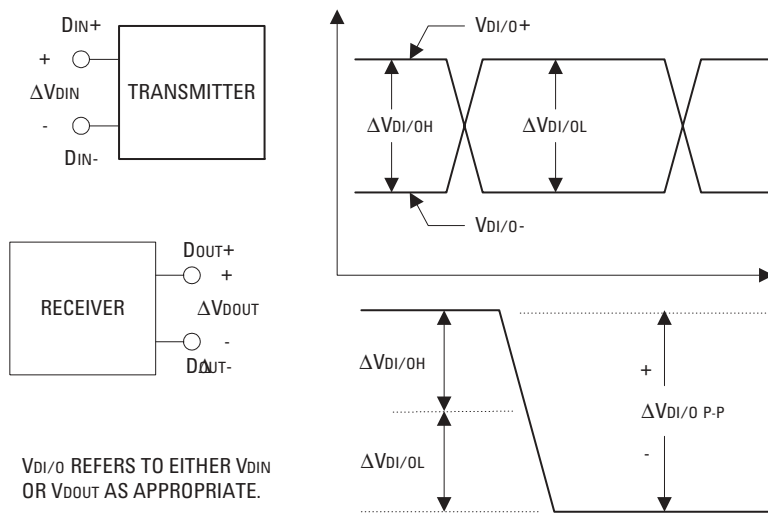 DIN+
+
ΔVDIN
-
DIN-
TRANSMITTER
VDI/O+
ΔVDI/OH
ΔVDI/OL
VDI/O-
RECEIVER
DOUT+
+
ΔVDOUT
-
ΔVDI/OH
ΔVDI/OL
+
ΔVDI/O P-P
-
VDI/O REFERS TO EITHER VDIN
OR VDOUT AS APPROPRIATE.